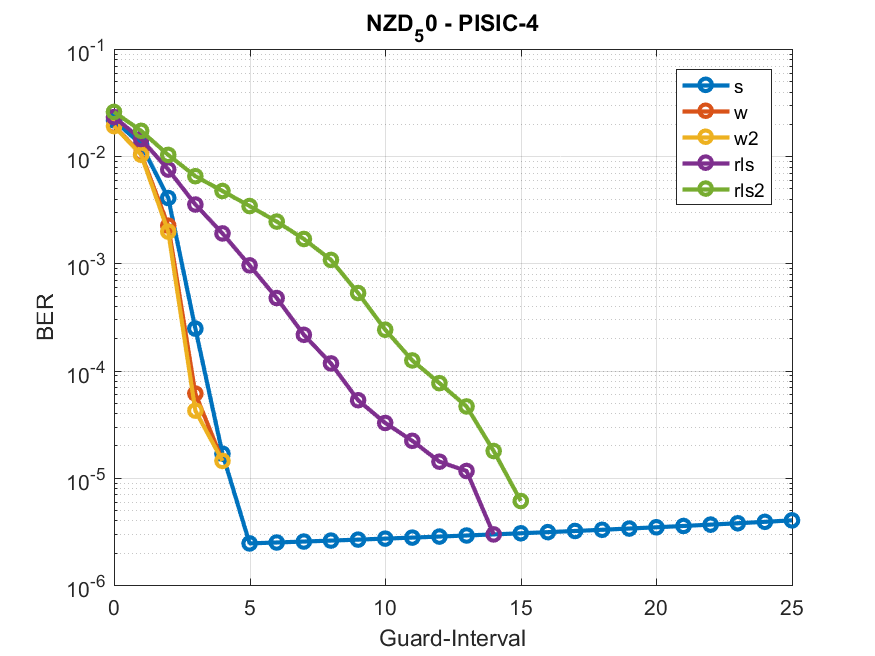 NZD₅0 - PISIC-4
10⁻¹
10⁻²
10⁻³
10⁻⁴
10⁻⁵
10⁻⁶
BER
0 5 10 15 20 25
Guard-Interval
s
w
w2
rls
rls2